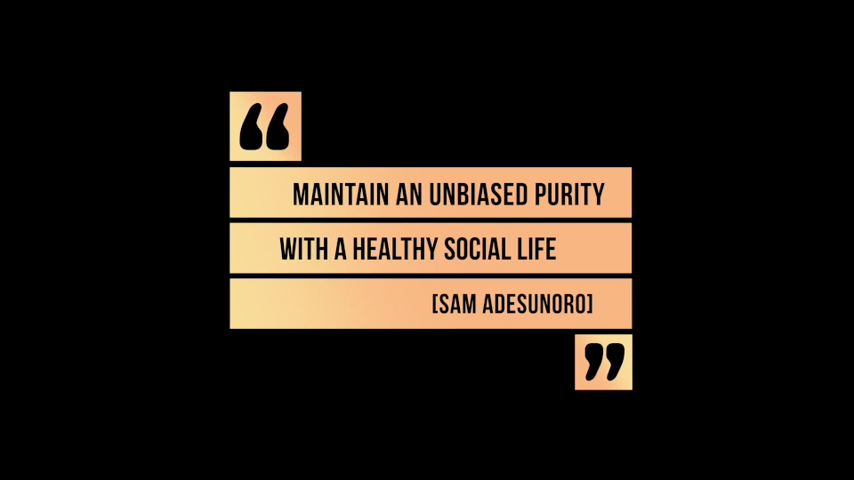 “
MAINTAIN AN UNBIASED PURITY
WITH A HEALTHY SOCIAL LIFE
[SAM ADESUNORO]
”